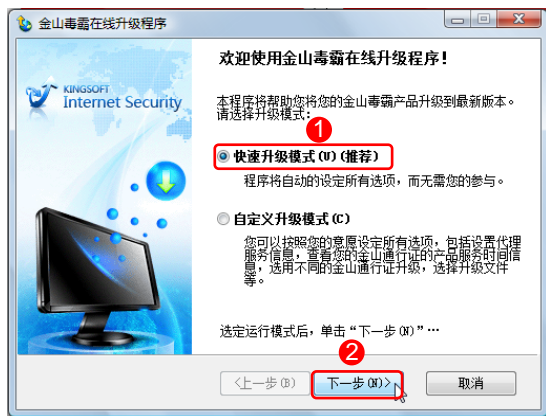 金山毒霸在线升级程序
欢迎使用金山毒霸在线升级程序!
KINGSOFT
Internet Security
本程序将帮助您将您的金山毒霸产品升级到最新版本。
请选择升级模式:
1
快速升级模式(U)(推荐)
程序将自动的设定所有选项，而无需您的参与。
自定义升级模式(C)
您可以按照您的意愿设定所有选项，包括设置代理
服务信息，查看您的金山通行证的产品服务时间信
息，选用不同的金山通行证升级，选择升级文件
等。
选定运行模式后，单击“下一步(N)”…
2
<上一步(B)
下一步(N)>
取消